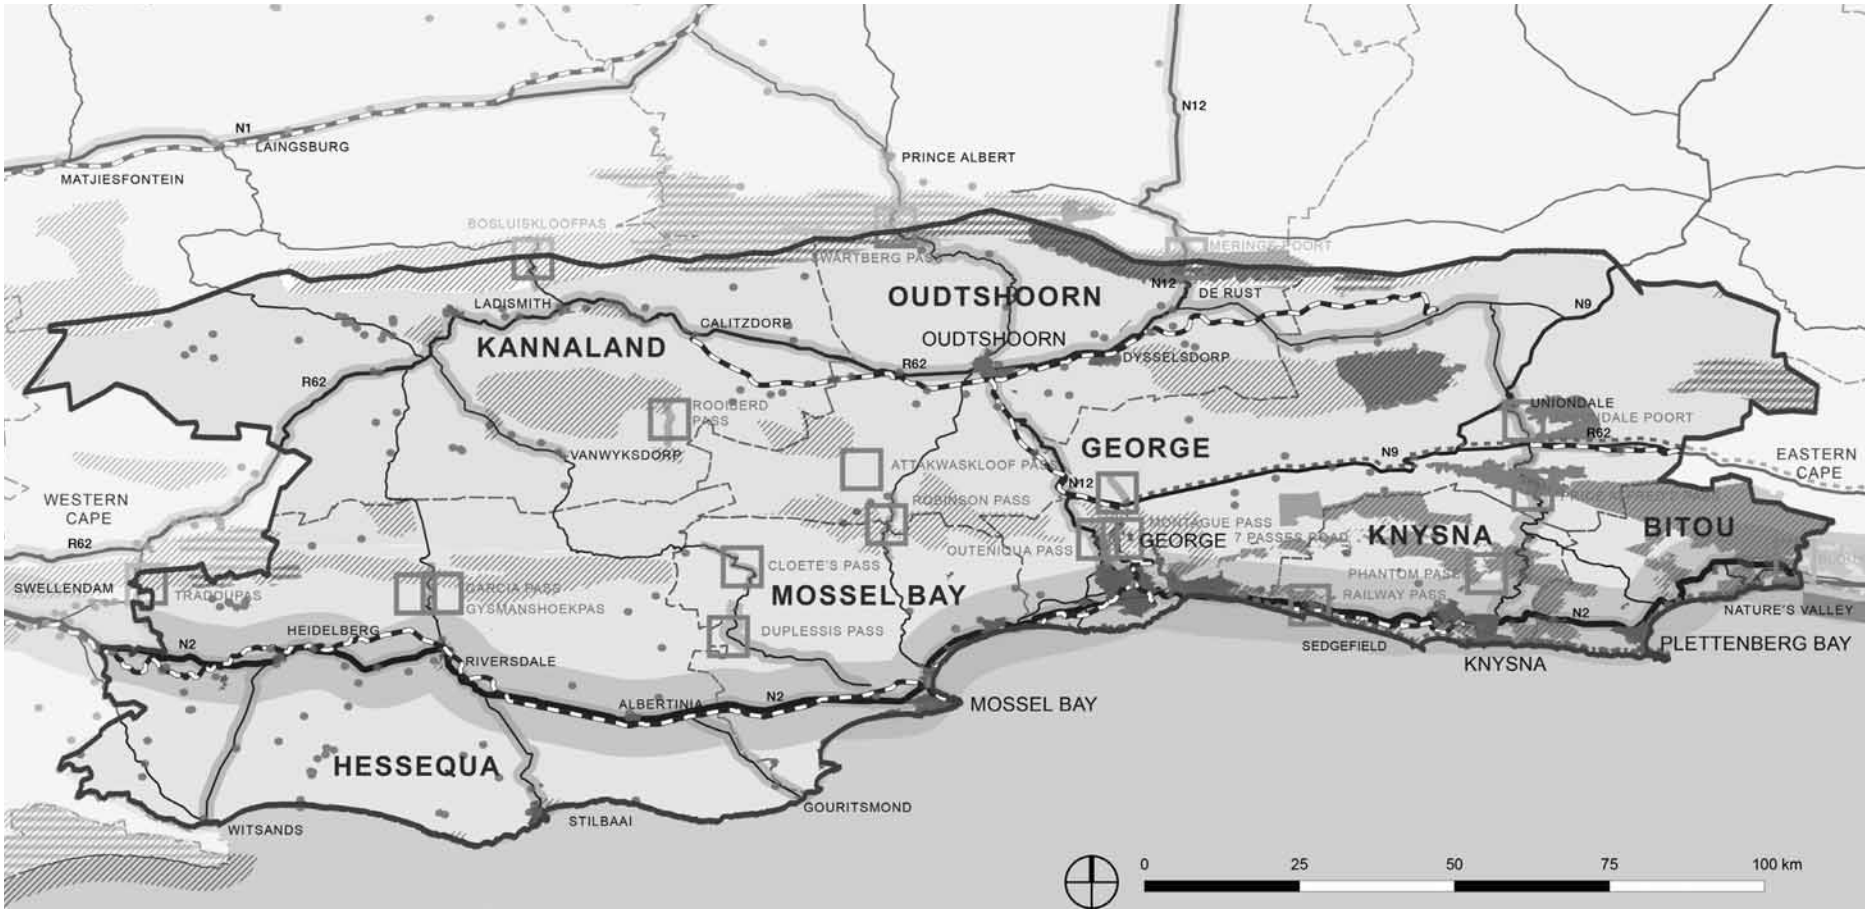 N1
LAINGSBURG
MATJIESFONTEIN
PRINCE ALBERT
N12
BOSLUISKLOOFPAS
SWARTBERG PASS
MERINGS POORT
LADISMITH
CALITZDORP
OUDTSHOORN
OUDTSHOORN
N12
DE RUST
N9
KANNALAND
R62
R62
DYSSELSDORP
ROOIBERD
PASS
UNIONDALE
R62
VANWYKSDORP
ATTAKWASKLOOF PASS
GEORGE
N12
N9
EASTERN
CAPE
WESTERN
CAPE
R62
ROBINSON PASS
OUTENIQUA PASS
MONTAGUE PASS
GEORGE
7 PASSES ROAD
KNYSNA
BITOU
SWELLENDAM
TRADOUPAS
GARCIA PASS
GYSMANSHOEKPAS
CLOETE'S PASS
MOSSEL BAY
DUPLESSIS PASS
PHANTOM PASS
RAILWAY PASS
N2
HEIDELBERG
RIVERSDALE
ALBERTINIA
N2
MOSSEL BAY
SEDGEFIELD
KNYSNA
N2
NATURE'S VALLEY
PLETTENBERG BAY
HESSEQUA
WITSANDS
STILBAAI
GOURITSMOND
0 25 50 75 100 km